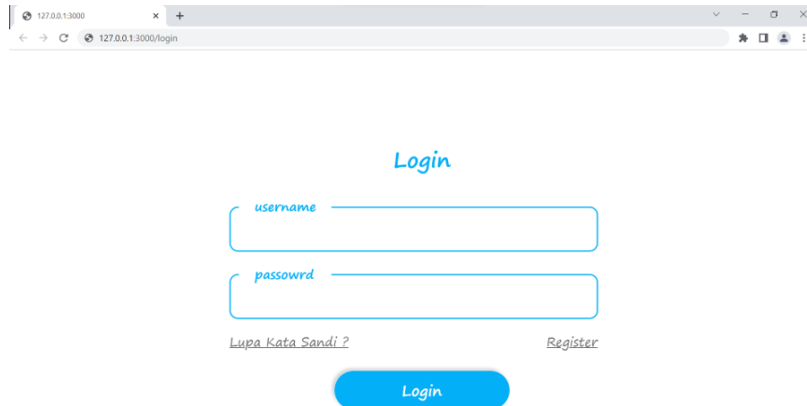 127.0.0.1:3000
127.0.0.1:3000/login
Login
username
passowrd
Lupa Kata Sandi ? Register
Login